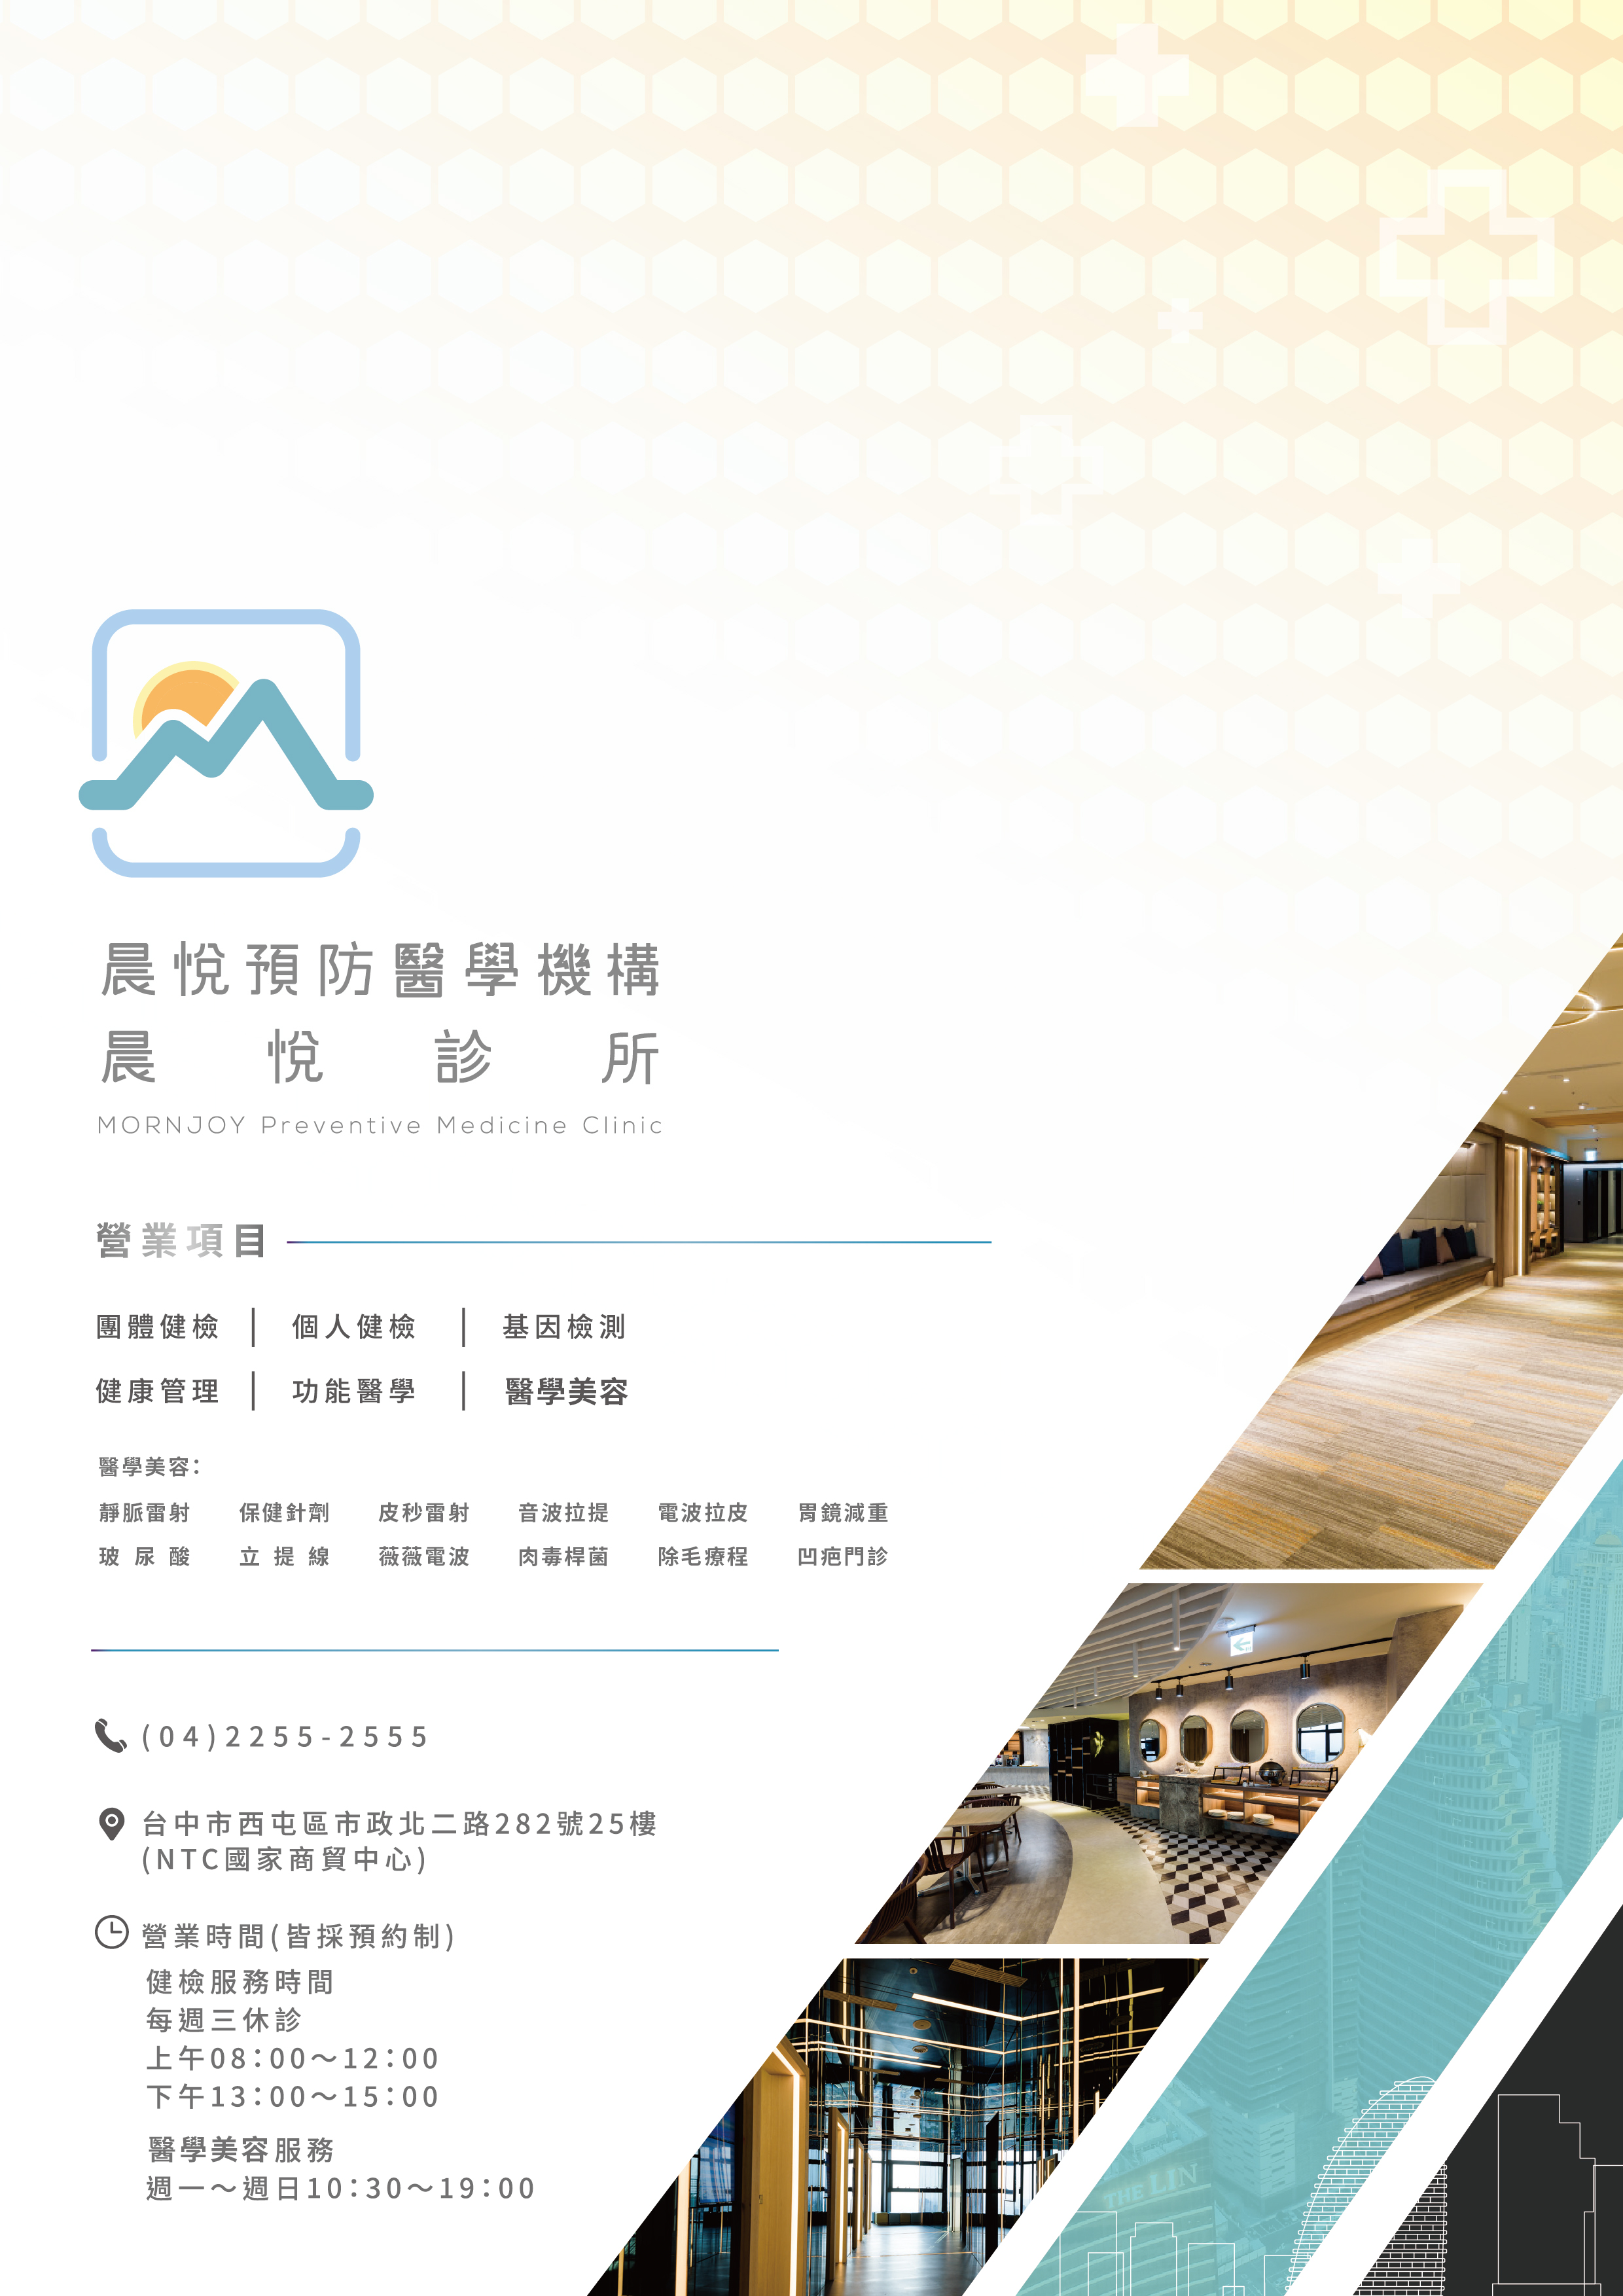 晨悅預防醫學機構
晨悅診所
MORNJOY Preventive Medicine Clinic
營業項目
團體健檢 | 個人健檢 | 基因檢測
健康管理 | 功能醫學 | 醫學美容
醫學美容：
靜脈雷射 保健針劑 皮秒雷射 音波拉提 電波拉皮 胃鏡減重
玻尿酸 立提線 薇薇電波 肉毒桿菌 除毛療程 凹疤門診
(04)2255-2555
台中市西屯區市政北二路282號25樓
(NTC國家商貿中心)
營業時間(皆採預約制)
健檢服務時間
每週三休診
上午08：00～12：00
下午13：00～15：00
醫學美容服務
週一～週日10：30～19：00
THE LIN